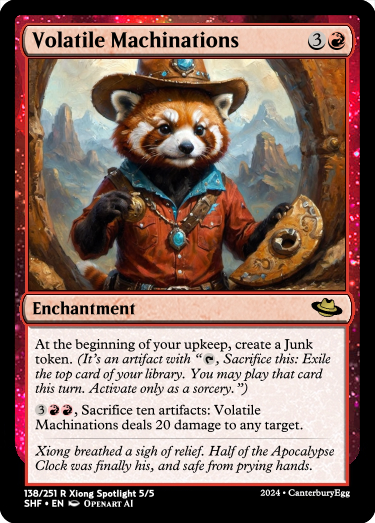 Volatile Machinations 3
Enchantment
At the beginning of your upkeep, create a Junk
token. (It's an artifact with “, Sacrifice this: Exile
the top card of your library. You may play that card
this turn. Activate only as a sorcery.”)
3, Sacrifice ten artifacts: Volatile
Machinations deals 20 damage to any target.
Xiong breathed a sigh of relief. Half of the Apocalypse
Clock was finally his, and safe from prying hands.
138/251 R Xiong Spotlight 5/5
SHF • EN Openart AI
2024 • CanterburyEgg